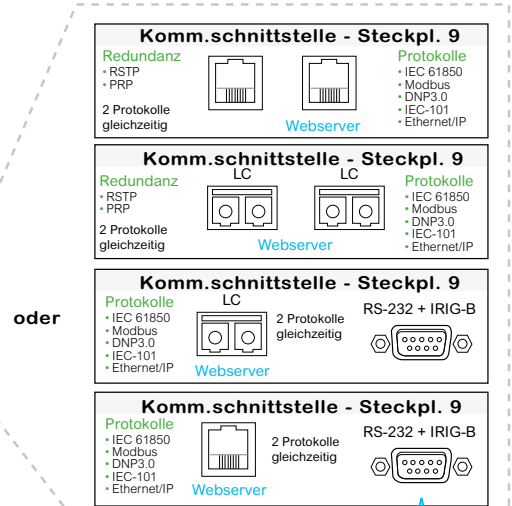 Komm.schnittstelle - Steckpl. 9
Redundanz
• RSTP
• PRP
2 Protokolle
gleichzeitig
Webserver
Protokolle
• IEC 61850
• Modbus
• DNP3.0
• IEC-101
• Ethernet/IP
Komm.schnittstelle - Steckpl. 9
LC
LC
Redundanz
• RSTP
• PRP
2 Protokolle
gleichzeitig
Webserver
Protokolle
• IEC 61850
• Modbus
• DNP3.0
• IEC-101
• Ethernet/IP
oder
Komm.schnittstelle - Steckpl. 9
Protokolle
• IEC 61850
• Modbus
• DNP3.0
• IEC-101
• Ethernet/IP
LC
Webserver
2 Protokolle
gleichzeitig
RS-232 + IRIG-B
Komm.schnittstelle - Steckpl. 9
Protokolle
• IEC 61850
• Modbus
• DNP3.0
• IEC-101
• Ethernet/IP
Webserver
2 Protokolle
gleichzeitig
RS-232 + IRIG-B